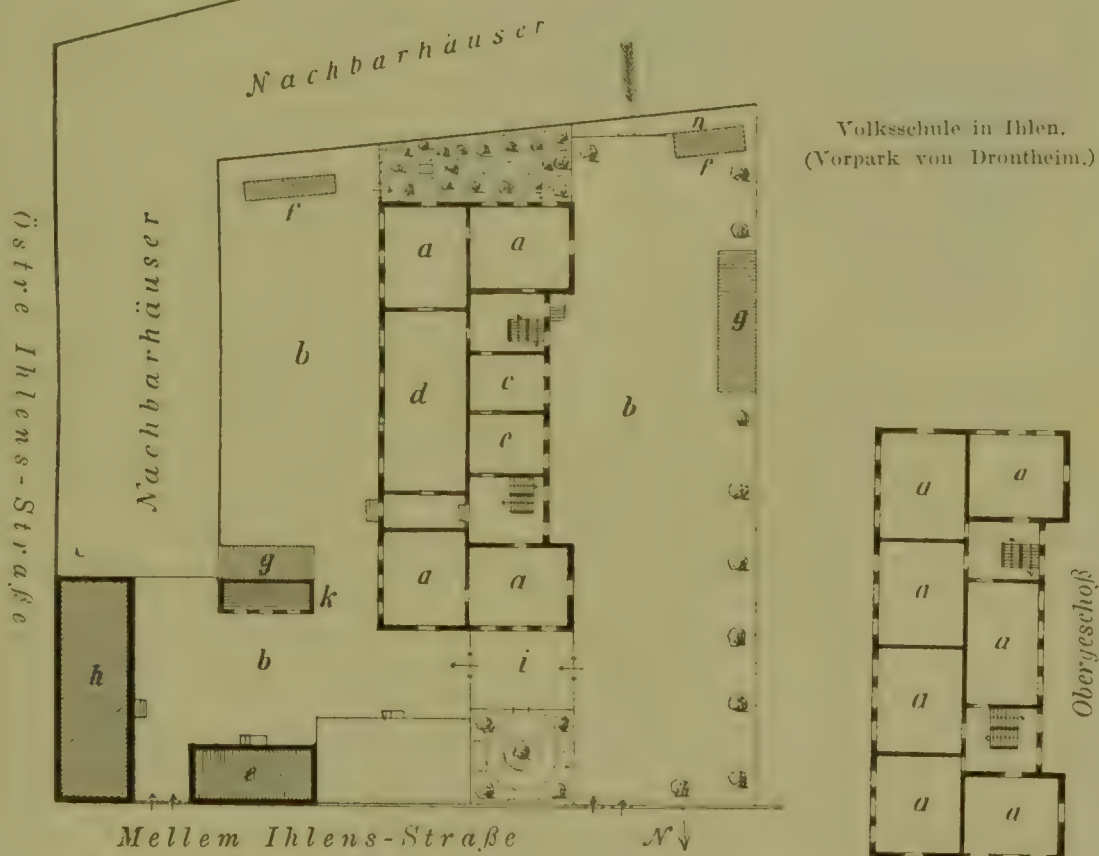 Nachbarhäuser
Volksschule in Ihlen.
(Vorpark von Drontheim.)
Östre Ihlens-Straße
Nachbarhäuser
n
f
f
a
a
g
b
d
c
b
c
a
a
g
k
h
b
i
e
Mellem Ihlens-Straße
N
a
a
a
a
a
a
a
Obergeschoß